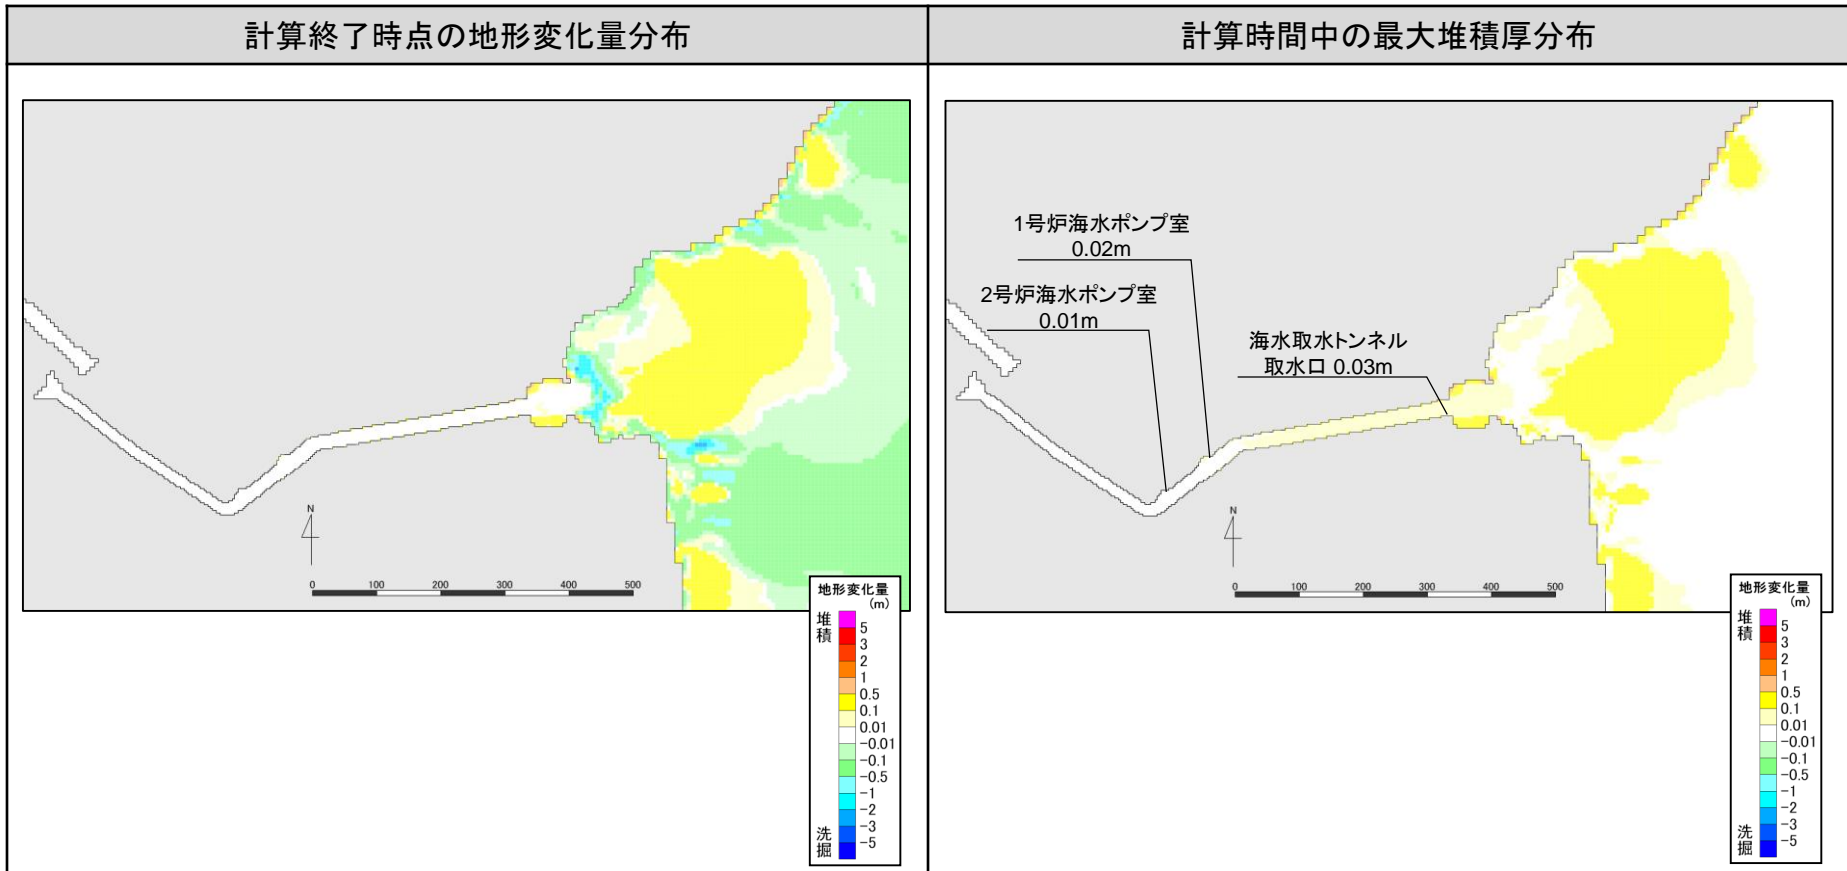 計算終了時点の地形変化量分布
N
0 100 200 300 400 500
地形変化量
(m)
堆積
5
3
2
1
0.5
0.1
0.01
-0.01
-0.1
-0.5
-1
-2
-3
-5
洗掘
計算時間中の最大堆積厚分布
1号炉海水ポンプ室
0.02m
2号炉海水ポンプ室
0.01m
海水取水トンネル
取水口 0.03m
N
0 100 200 300 400 500
地形変化量
(m)
堆積
5
3
2
1
0.5
0.1
0.01
-0.01
-0.1
-0.5
-1
-2
-3
-5
洗掘